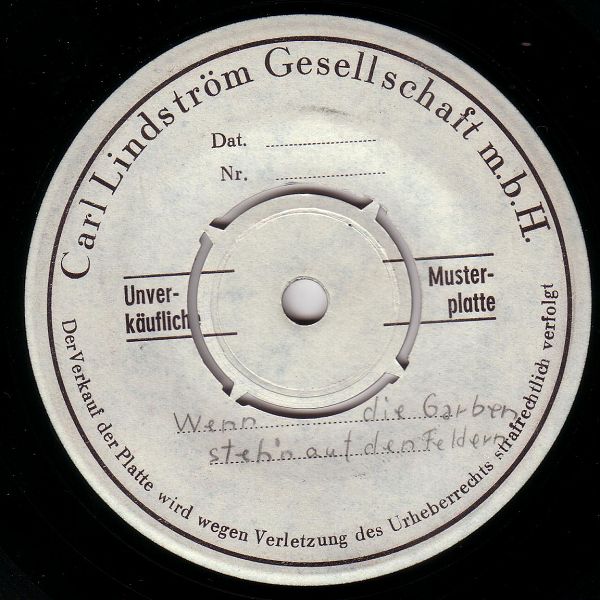 Carl Lindström Gesellschaft m.b.H.
Dat.
Nr.
Unver-
käufliche
Muster-
platte
Wenn die Garben
steh'n auf den Feldern
Der Verkauf der Platte wird wegen Verletzung des Urheberrechts strafrechtlich verfolgt